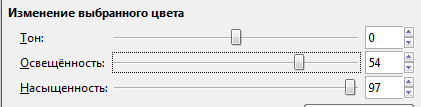 Изменение выбранного цвета
Тон: 0
Освещённость: 54
Насыщенность: 97